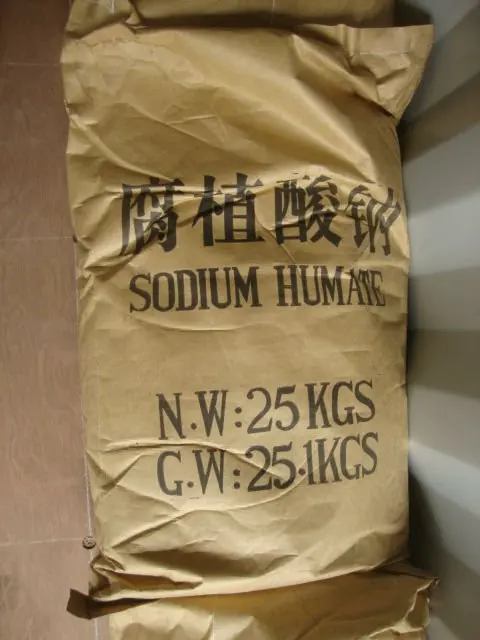 腐植酸钠
SODIUM HUMATE
N.W:25KGS
G.W:25.1KGS